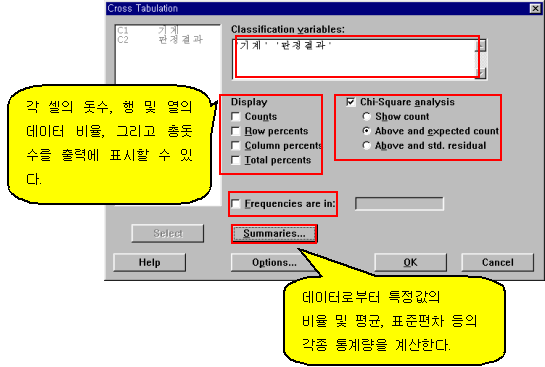 Cross Tabulation
C1 기계
C2 판정결과
Classification variables:
'기계' '판정결과'
각 셀의 돗수, 행 및 열의
데이터 비율, 그리고 총돗
수를 출력에 표시할 수 있
다.
Display
Counts
Row percents
Column percents
Total percents
Chi-Square analysis
Show count
Above and expected count
Above and std. residual
Frequencies are in:
Select
Summaries...
Help
Options...
OK
Cancel
데이터로부터 특정값의
비율 및 평균, 표준편차 등의
각종 통계량을 계산한다.